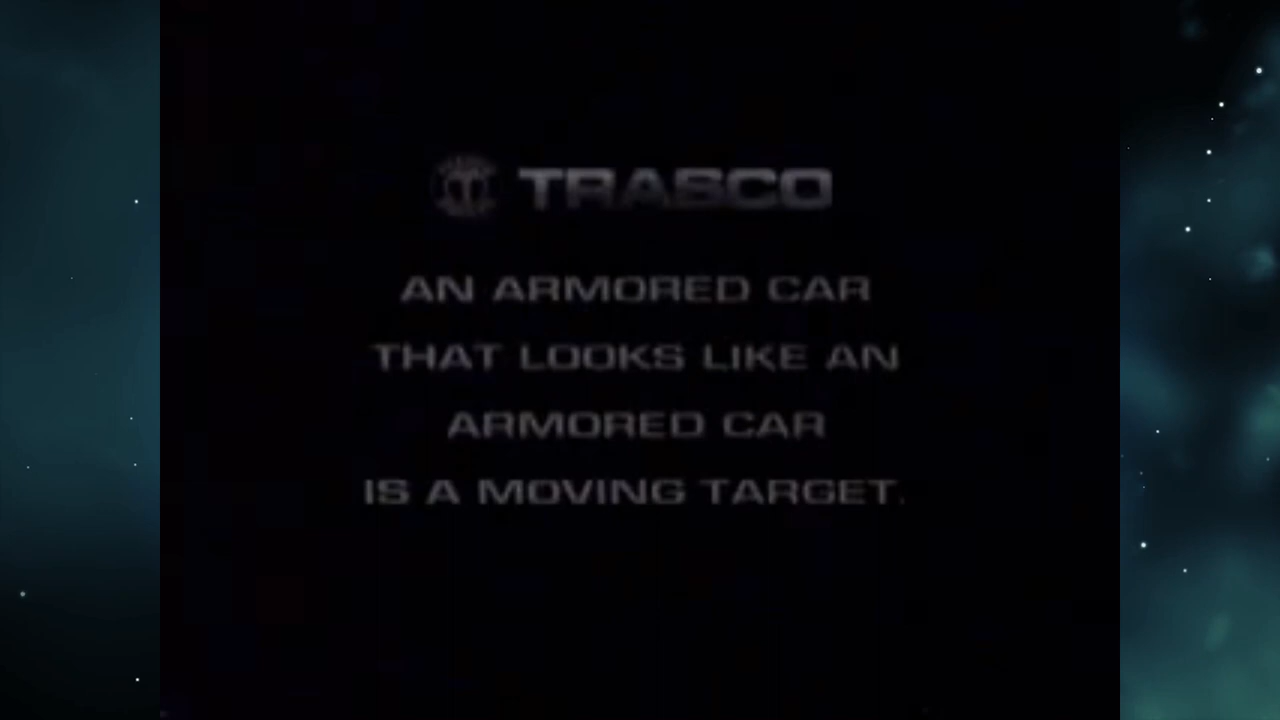 TRASCO
AN ARMORED CAR
THAT LOOKS LIKE AN
ARMORED CAR
IS A MOVING TARGET.